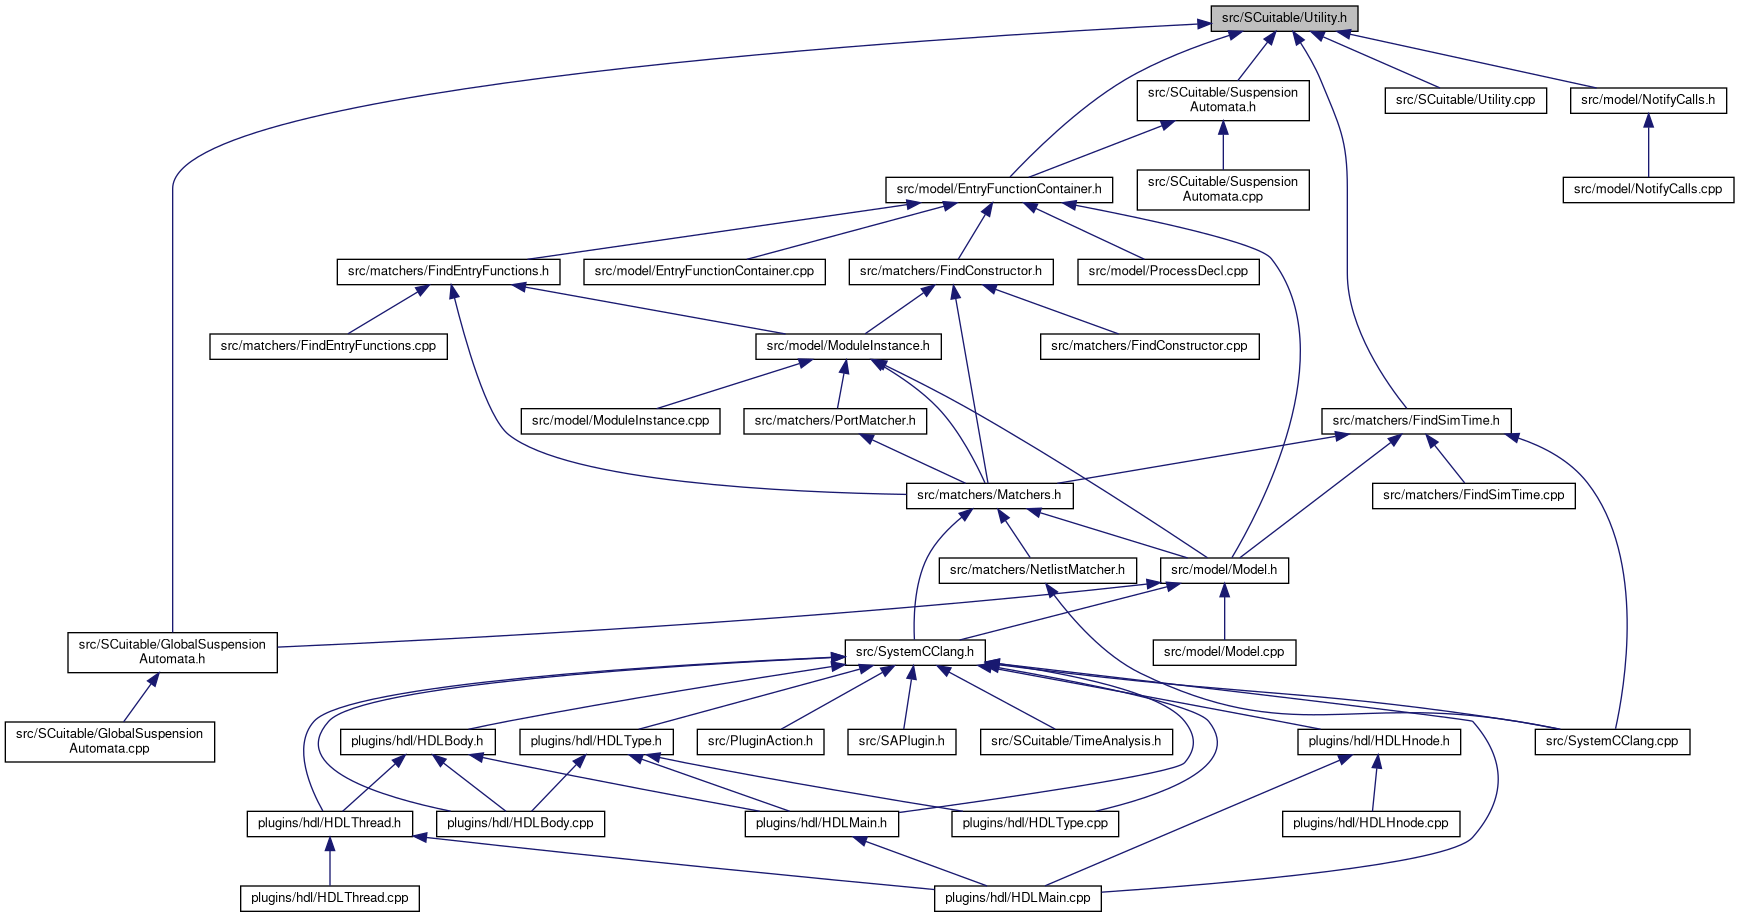 src/SCuitable/Utility.h
src/SCuitable/Suspension
Automata.h
src/SCuitable/Utility.cpp
src/model/NotifyCalls.h
src/model/EntryFunctionContainer.h
src/SCuitable/Suspension
Automata.cpp
src/model/NotifyCalls.cpp
src/matchers/FindEntryFunctions.h
src/model/EntryFunctionContainer.cpp
src/matchers/FindConstructor.h
src/model/ProcessDecl.cpp
src/matchers/FindEntryFunctions.cpp
src/model/ModuleInstance.h
src/matchers/FindConstructor.cpp
src/model/ModuleInstance.cpp
src/matchers/PortMatcher.h
src/matchers/FindSimTime.h
src/matchers/Matchers.h
src/matchers/FindSimTime.cpp
src/matchers/NetlistMatcher.h
src/model/Model.h
src/SCuitable/GlobalSuspension
Automata.h
src/SystemCClang.h
src/model/Model.cpp
src/SCuitable/GlobalSuspension
Automata.cpp
plugins/hdl/HDLBody.h
plugins/hdl/HDLType.h
src/PluginAction.h
src/SAPlugin.h
src/SCuitable/TimeAnalysis.h
plugins/hdl/HDLHnode.h
src/SystemCClang.cpp
plugins/hdl/HDLThread.h
plugins/hdl/HDLBody.cpp
plugins/hdl/HDLMain.h
plugins/hdl/HDLType.cpp
plugins/hdl/HDLHnode.cpp
plugins/hdl/HDLThread.cpp
plugins/hdl/HDLMain.cpp